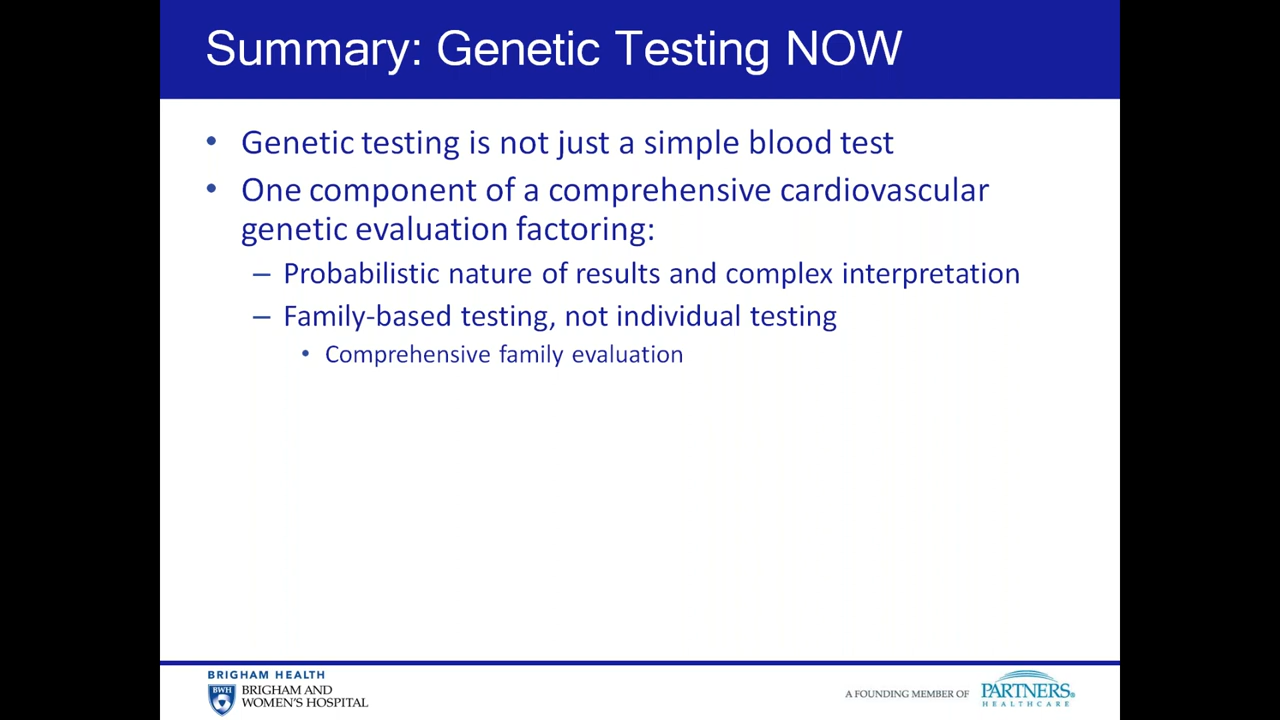 Summary: Genetic Testing NOW
• Genetic testing is not just a simple blood test
• One component of a comprehensive cardiovascular
genetic evaluation factoring:
– Probabilistic nature of results and complex interpretation
– Family-based testing, not individual testing
• Comprehensive family evaluation
BRIGHAM HEALTH
BWH
BRIGHAM AND
WOMEN'S HOSPITAL
A FOUNDING MEMBER OF
PARTNERS®
HEALTHCARE